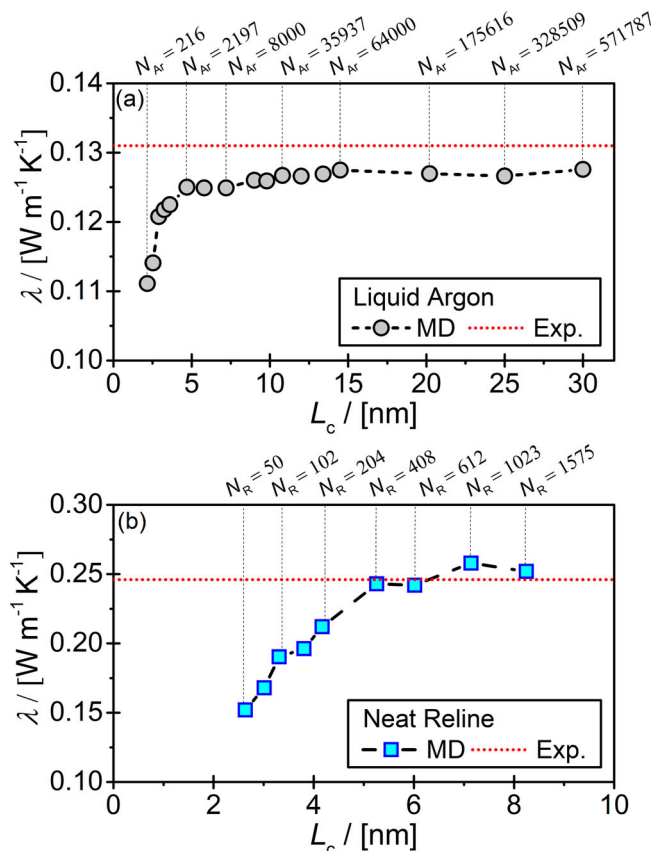 N_Ar = 216
N_Ar = 2197
N_Ar = 8000
N_Ar = 35937
N_Ar = 64000
N_Ar = 175616
N_Ar = 328509
N_Ar = 571787
(a)
0.14
0.13
0.12
0.11
0.10
λ / [W m⁻¹ K⁻¹]
Liquid Argon
MD Exp.
0 5 10 15 20 25 30
L_c / [nm]
N_R = 50
N_R = 102
N_R = 204
N_R = 408
N_R = 612
N_R = 1023
N_R = 1575
(b)
0.30
0.25
0.20
0.15
0.10
λ / [W m⁻¹ K⁻¹]
Neat Reline
MD Exp.
0 2 4 6 8 10
L_c / [nm]